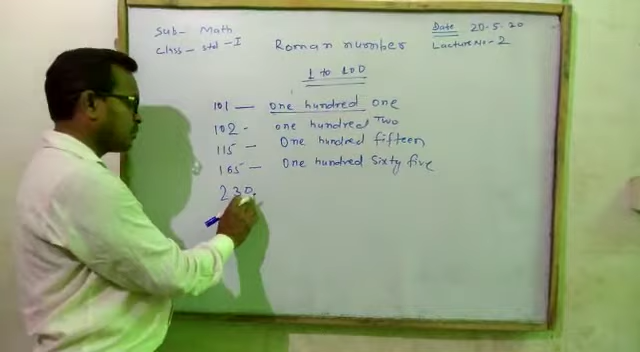 Sub- Math Date 20-5-20
Class- std-I Roman number Lecture No-2
1 to 100
101 — one hundred one
102 - one hundred Two
115 — One hundred fifteen
165 — One hundred Sixty five
230